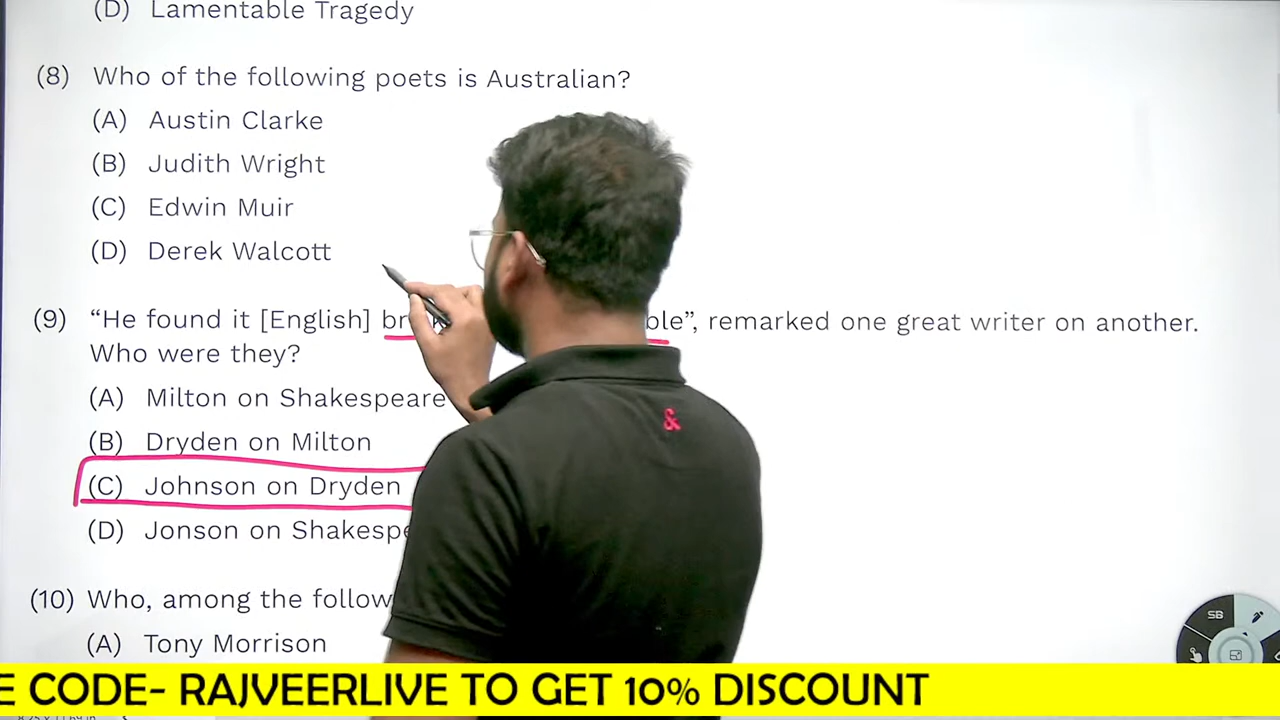 (D) Lamentable Tragedy
(8) Who of the following poets is Australian?
(A) Austin Clarke
(B) Judith Wright
(C) Edwin Muir
(D) Derek Walcott
(9) “He found it [English] ble”, remarked one great writer on another.
Who were they?
(A) Milton on Shakespeare
(B) Dryden on Milton
(C) Johnson on Dryden
(D) Jonson on Shakespe
(10) Who, among the follow
(A) Tony Morrison
SB
&
E CODE- RAJVEERLIVE TO GET 10% DISCOUNT